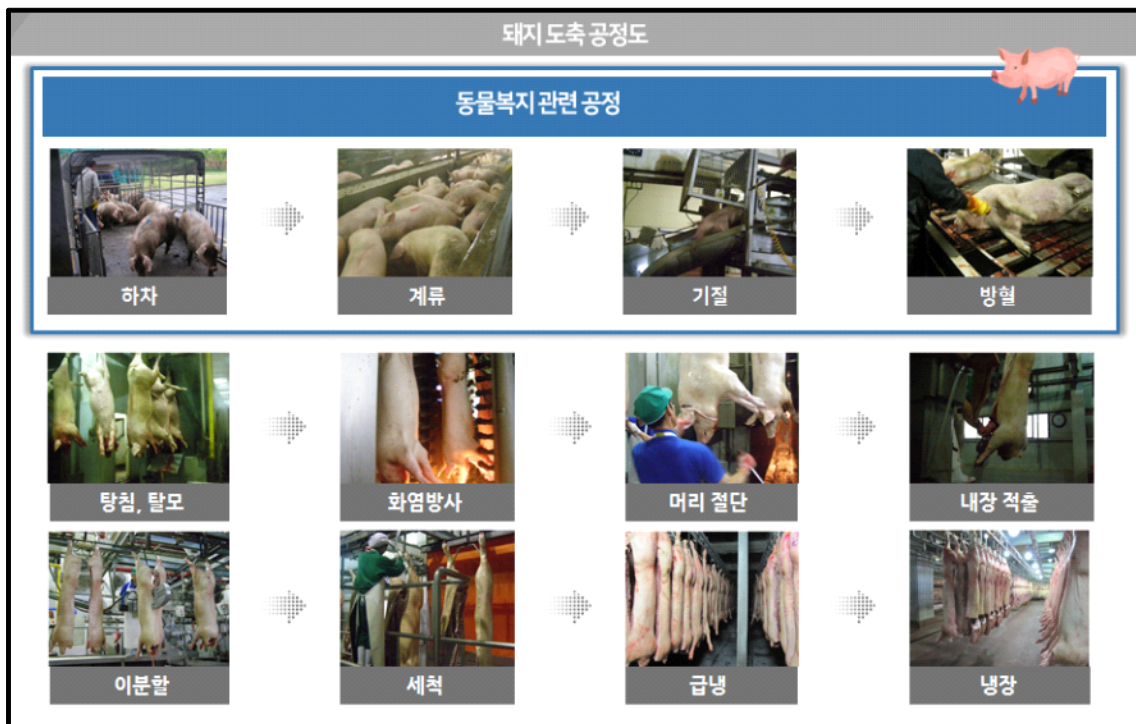 돼지 도축 공정도
동물복지 관련 공정
하차
계류
기절
방혈
탕침, 탈모
화염방사
머리 절단
내장 적출
이분할
세척
급냉
냉장